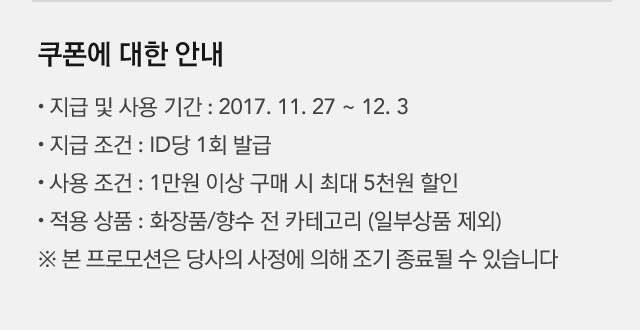 쿠폰에 대한 안내
• 지급 및 사용 기간 : 2017. 11. 27 ~ 12. 3
• 지급 조건 : ID당 1회 발급
• 사용 조건 : 1만원 이상 구매 시 최대 5천원 할인
• 적용 상품 : 화장품/향수 전 카테고리 (일부상품 제외)
※ 본 프로모션은 당사의 사정에 의해 조기 종료될 수 있습니다